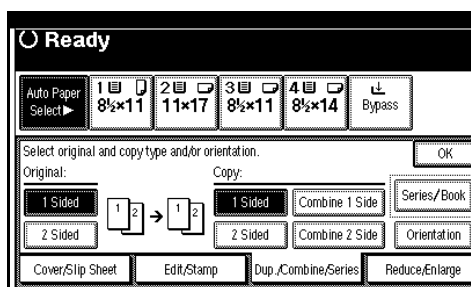 Ready
Auto Paper Select▶
1 8½×11
2 11×17
3 8½×11
4 8½×14
Bypass
Select original and copy type and/or orientation.
OK
Original:
Copy:
1 Sided
1 2 → 1 2
1 Sided
Combine 1 Side
Series/Book
2 Sided
2 Sided
Combine 2 Side
Orientation
Cover/Slip Sheet
Edit/Stamp
Dup./Combine/Series
Reduce/Enlarge